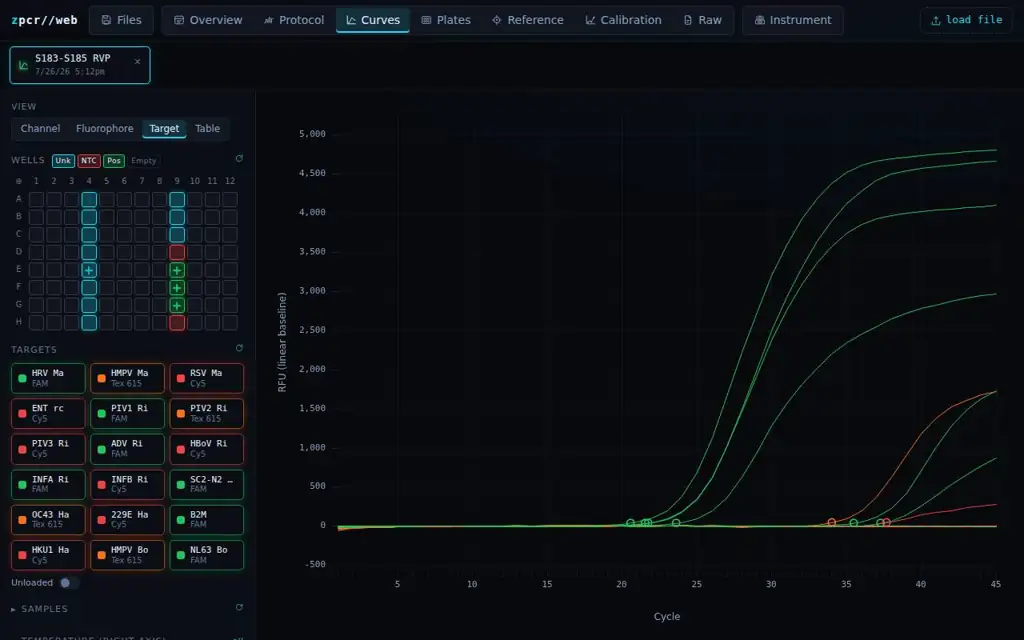 zpcr//web Files Overview Protocol Curves Plates Reference Calibration Raw Instrument load file
S183-S185 RVP ×
7/26/26 5:12pm
VIEW
Channel Fluorophore Target Table
WELLS Unk NTC Pos Empty
1 2 3 4 5 6 7 8 9 10 11 12
A
B
C
D
E + +
F +
G +
H
TARGETS
HRV Ma HMPV Ma RSV Ma
FAM Tex 615 Cy5
ENT rc PIV1 Ri PIV2 Ri
Cy5 FAM Tex 615
PIV3 Ri ADV Ri HBoV Ri
Cy5 FAM Cy5
INFA Ri INFB Ri SC2-N2 …
FAM Cy5 FAM
OC43 Ha 229E Ha B2M
Tex 615 Cy5 FAM
HKU1 Ha HMPV Bo NL63 Bo
Cy5 Tex 615 FAM
Unloaded
SAMPLES
TEMPERATURE (RIGHT AXIS)
RFU (linear baseline)
5,000
4,500
4,000
3,500
3,000
2,500
2,000
1,500
1,000
500
0
-500
5 10 15 20 25 30 35 40 45
Cycle